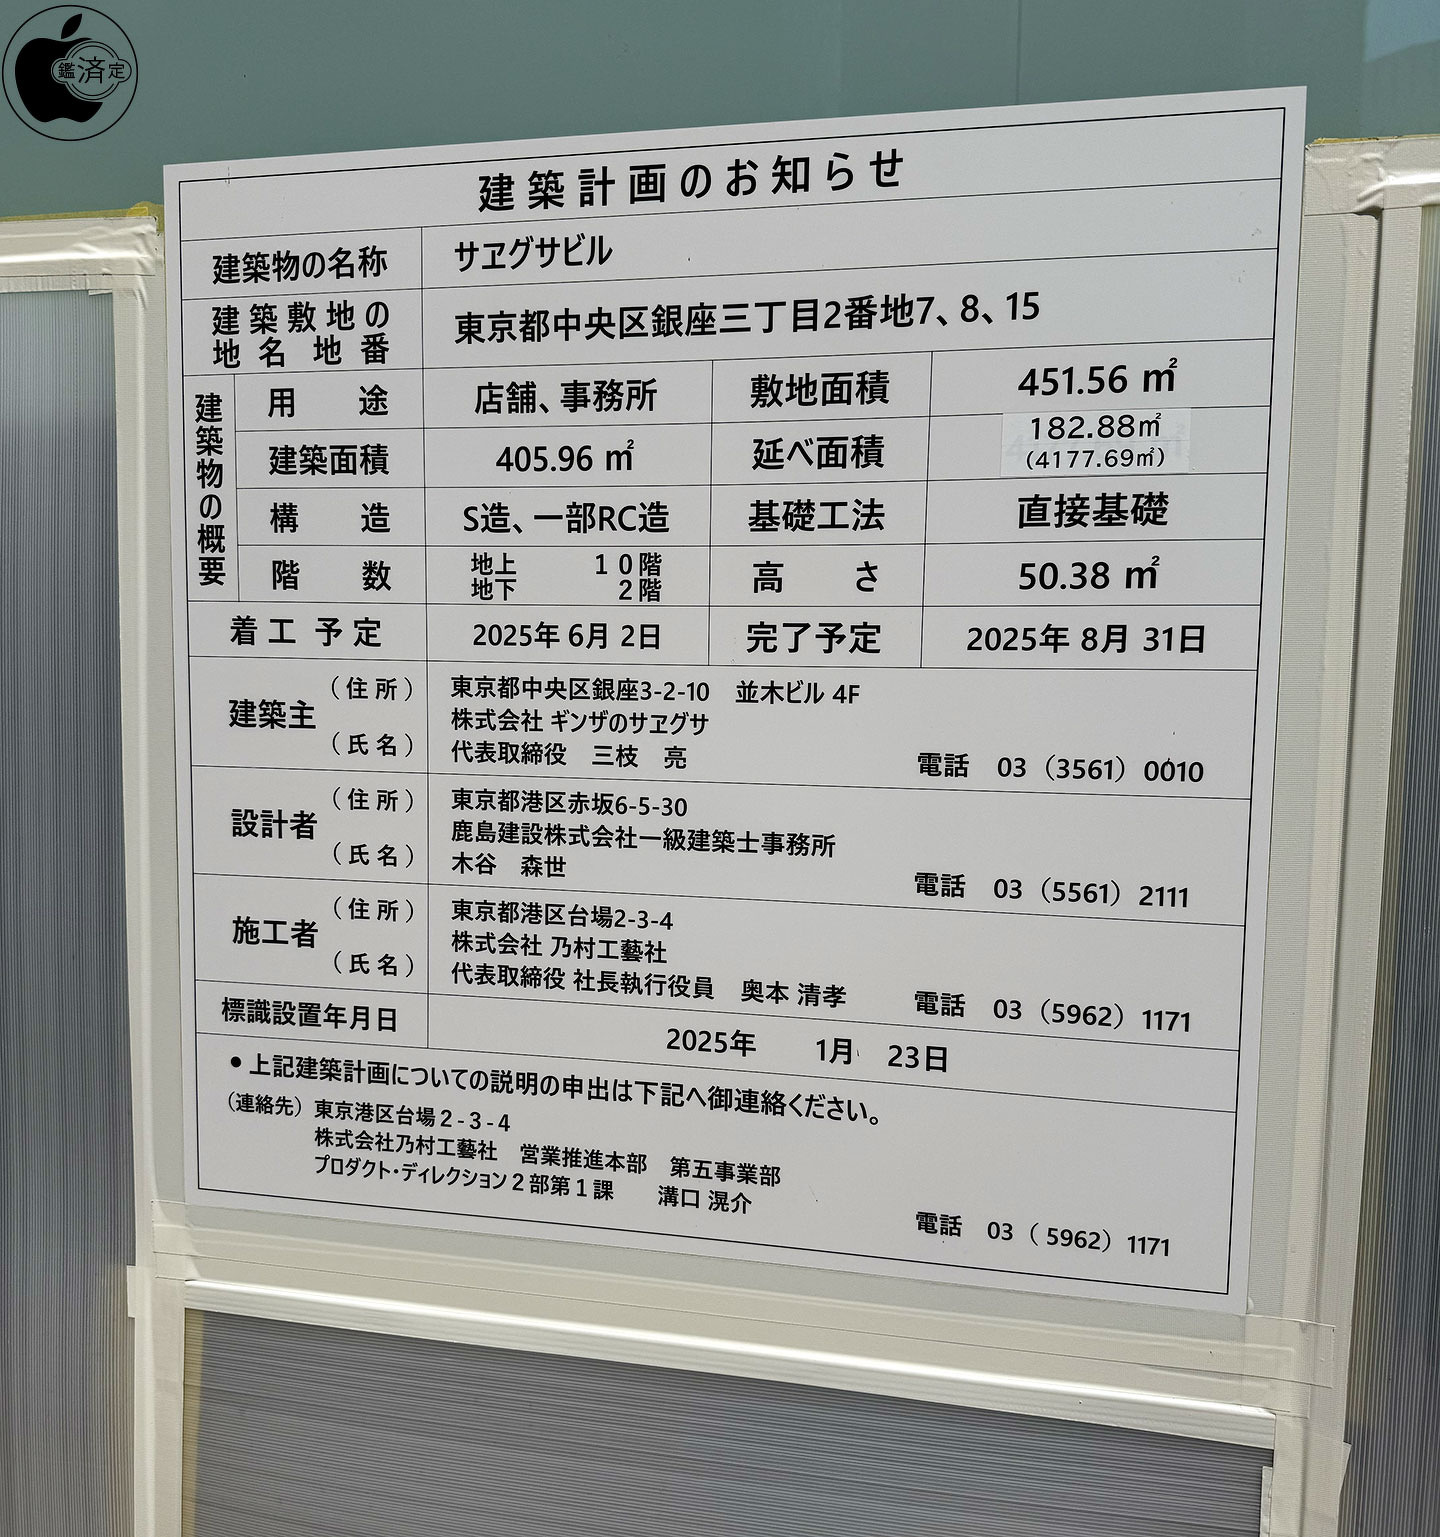 鑑済定
建築計画のお知らせ
建築物の名称 サヱグサビル
建築敷地の地名地番 東京都中央区銀座三丁目2番地7、8、15
建築物の概要
用途 店舗、事務所 敷地面積 451.56 ㎡
建築面積 405.96 ㎡ 延べ面積 182.88㎡
(4177.69㎡)
構造 S造、一部RC造 基礎工法 直接基礎
階数 地上 10階 高さ 50.38 ㎡
地下 2階
着工予定 2025年 6月 2日 完了予定 2025年 8月 31日
建築主 (住所) 東京都中央区銀座3-2-10 並木ビル 4F
株式会社 ギンザのサヱグサ
(氏名) 代表取締役 三枝 亮 電話 03（3561）0010
設計者 (住所) 東京都港区赤坂6-5-30
鹿島建設株式会社一級建築士事務所
(氏名) 木谷 森世 電話 03（5561）2111
施工者 (住所) 東京都港区台場2-3-4
株式会社 乃村工藝社
(氏名) 代表取締役 社長執行役員 奥本 清孝 電話 03（5962）1171
標識設置年月日 2025年 1月 23日
●上記建築計画についての説明の申出は下記へ御連絡ください。
（連絡先）東京港区台場2-3-4
株式会社乃村工藝社 営業推進本部 第五事業部
プロダクト・ディレクション2部第1課 溝口 滉介
電話 03（5962）1171